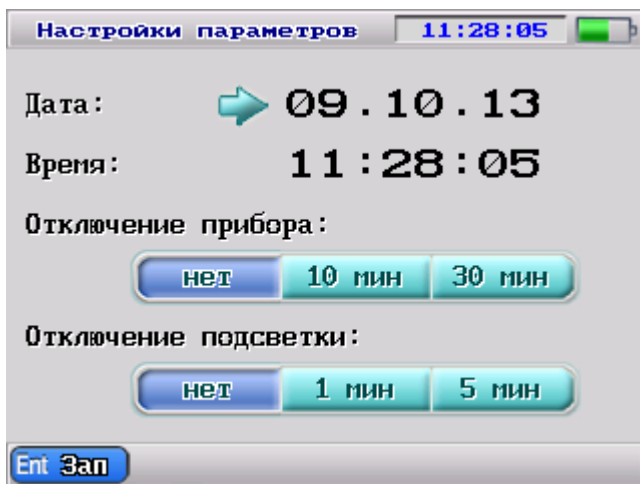 Настройки параметров 11:28:05
Дата: 09.10.13
Время: 11:28:05
Отключение прибора:
нет 10 мин 30 мин
Отключение подсветки:
нет 1 мин 5 мин
Ent Зап